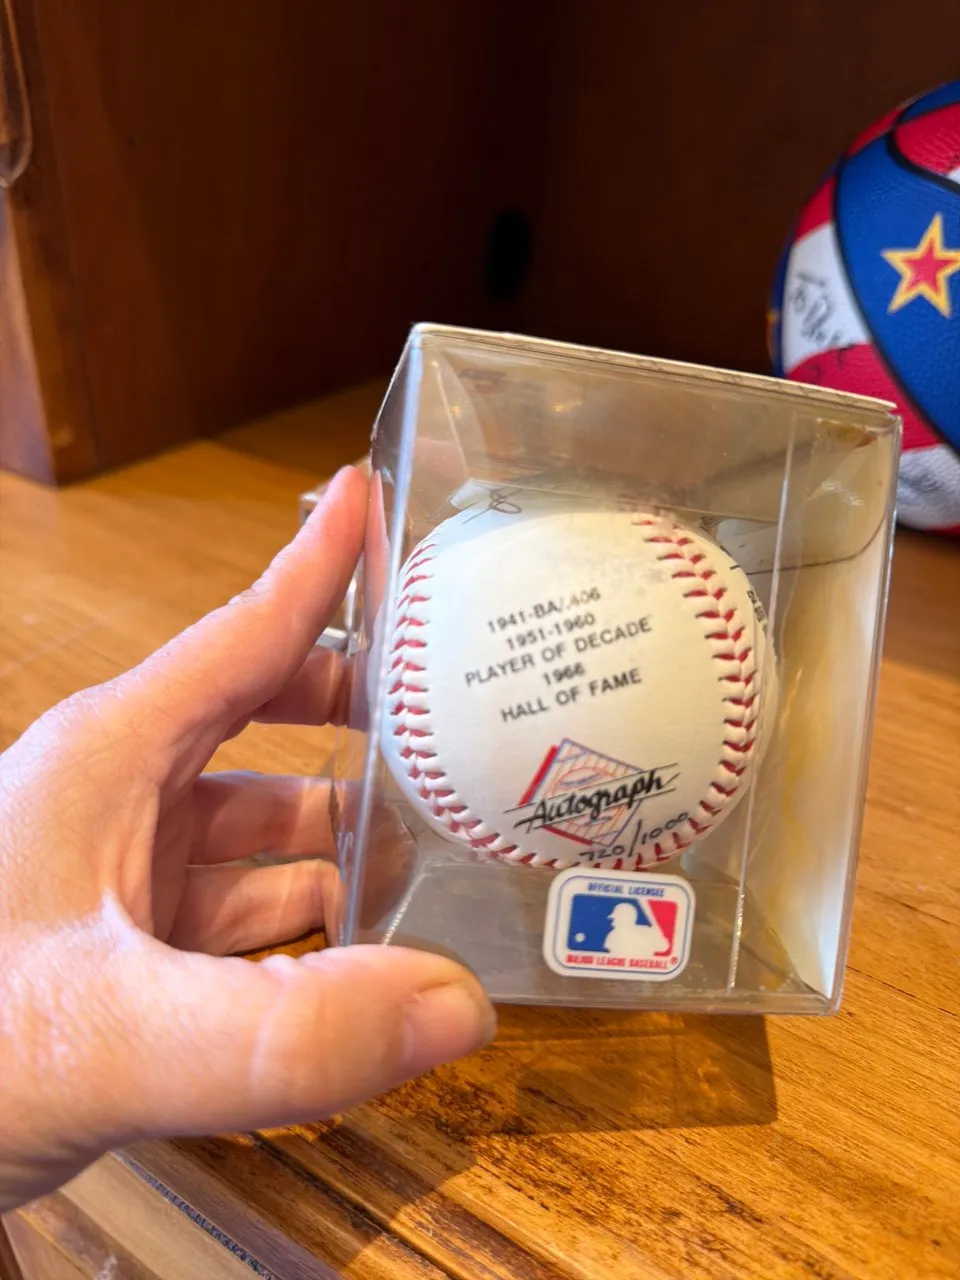 1941-BA/.406
1951-1960
PLAYER OF DECADE
1966
HALL OF FAME
Autograph
720/1000
OFFICIAL LICENSEE
MAJOR LEAGUE BASEBALL®